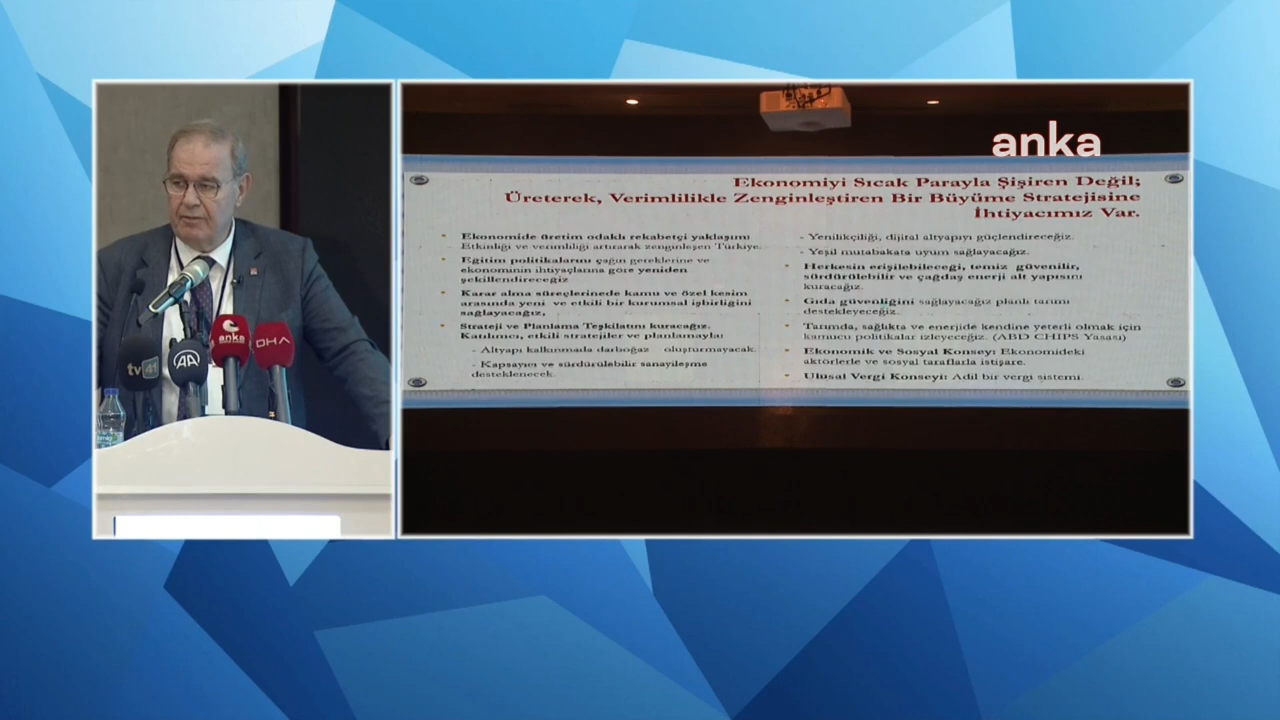 anka
Ekonomiyi Sıcak Parayla Şişiren Değil;
Üreterek, Verimlilikle Zenginleştiren Bir Büyüme Stratejisine
İhtiyacımız Var.
Ekonomide üretim odaklı rekabetçi yaklaşım:
Etkinliği ve verimliliği artırarak zenginleşen Türkiye.
Eğitim politikalarını çağın gereklerine ve
ekonominin ihtiyaçlarına göre yeniden
şekillendireceğiz
Karar alma süreçlerinde kamu ve özel kesim
arasında yeni ve etkili bir kurumsal işbirliğini
sağlayacağız,
Strateji ve Planlama Teşkilatını kuracağız.
Katılımcı, etkili stratejiler ve planlamayla:
- Altyapı kalkınmada darboğaz oluşturmayacak.
- Kapsayıcı ve sürdürülebilir sanayileşme
desteklenecek.
- Yenilikçiliği, dijital altyapıyı güçlendireceğiz.
- Yeşil mutabakata uyum sağlayacağız.
Herkesin erişilebileceği, temiz güvenilir,
sürdürülebilir ve çağdaş enerji alt yapısını
kuracağız.
Gıda güvenliğini sağlayacağız planlı tarımı
destekleyeceğiz.
Tarımda, sağlıkta ve enerjide kendine yeterli olmak için
kamucu politikalar izleyeceğiz. (ABD CHIPS Yasası)
Ekonomik ve Sosyal Konsey: Ekonomideki
aktörlerle ve sosyal taraflarla istişare.
Ulusal Vergi Konseyi: Adil bir vergi sistemi.
tv41
AA
anka
DHA